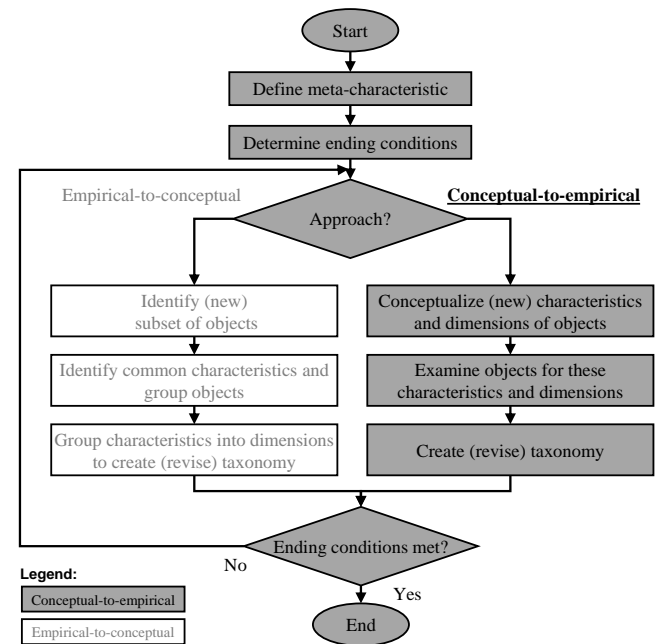 Start
Define meta-characteristic
Determine ending conditions
Empirical-to-conceptual
Conceptual-to-empirical
Approach?
Identify (new)
subset of objects
Conceptualize (new) characteristics
and dimensions of objects
Identify common characteristics and
group objects
Examine objects for these
characteristics and dimensions
Group characteristics into dimensions
to create (revise) taxonomy
Create (revise) taxonomy
Ending conditions met?
No
Yes
End
Legend:
Conceptual-to-empirical
Empirical-to-conceptual